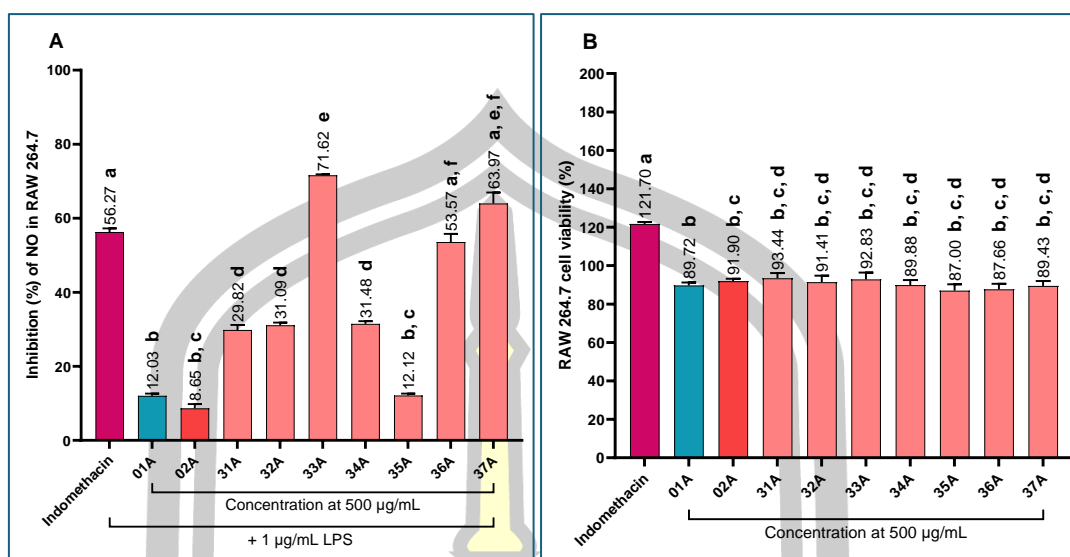 A
Inhibition (%) of NO in RAW 264.7
100
80
60
40
20
0
56.27 a
12.03 b
8.65 b, c
29.82 d
31.09 d
71.62 e
31.48 d
12.12 b, c
53.57 a, f
63.97 a, e, f
Indomethacin
01A
02A
31A
32A
33A
34A
35A
36A
37A
Concentration at 500 µg/mL
+ 1 µg/mL LPS
B
RAW 264.7 cell viability (%)
200
180
160
140
120
100
80
60
40
20
0
121.70 a
89.72 b
91.90 b, c
93.44 b, c, d
91.41 b, c, d
92.83 b, c, d
89.88 b, c, d
87.00 b, c, d
87.66 b, c, d
89.43 b, c, d
Indomethacin
01A
02A
31A
32A
33A
34A
35A
36A
37A
Concentration at 500 µg/mL